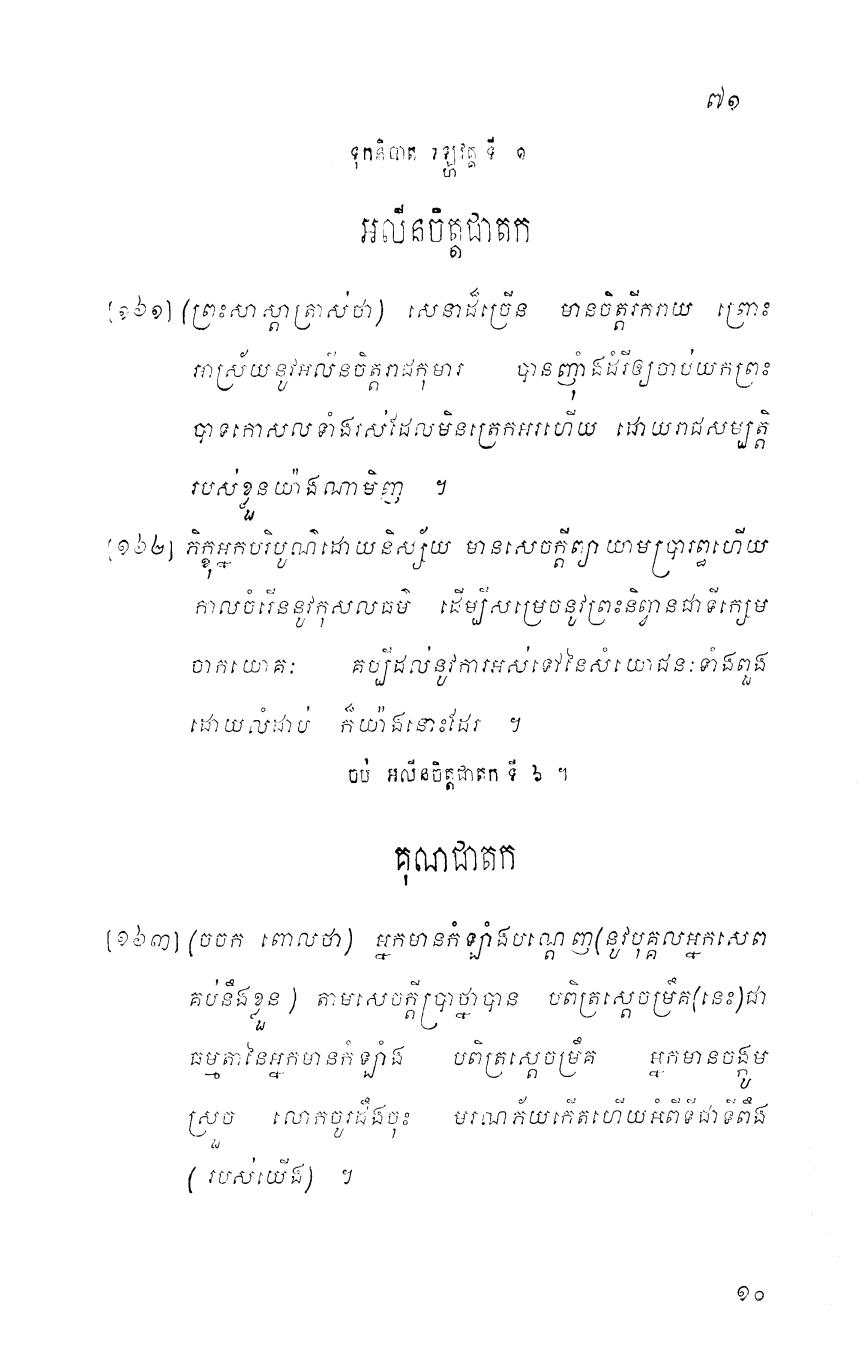 ៧១
ទុកនិបាត ទឡ្ហវគ្គ ទី ១
អលីនចិត្តជាតក
[១៦១] (ព្រះសាស្តាត្រាស់ថា) សេនាដ៏ច្រើន មានចិត្តរីករាយ ព្រោះ
អាស្រ័យនូវអលីនចិត្តរាជកុមារ បានញ៉ាំងដំរីឲ្យចាប់យកព្រះ
បាទកោសលទាំងរស់ដែលមិនត្រេកអរហើយ ដោយរាជសម្បត្តិ
របស់ខ្លួនយ៉ាងណាមិញ ។
[១៦២] ភិក្ខុអ្នកបរិបូណ៌ដោយនិស្ស័យ មានសេចក្តីព្យាយាមប្រារព្ធហើយ
កាលចំរើននូវកុសលធម៌ ដើម្បីសម្រេចនូវព្រះនិព្វានជាទីក្សេម
ចាកយោគៈ គប្បីដល់នូវការអស់ទៅនៃសំយោជនៈទាំងពួង
ដោយលំដាប់ ក៏យ៉ាងនោះដែរ ។
ចប់ អលីនចិត្តជាតក ទី ៦ ។
គុណជាតក
[១៦៣] (ចចក ពោលថា) អ្នកមានកំឡាំងបណ្តេញ(នូវបុគ្គលអ្នកសេព
គប់នឹងខ្លួន) តាមសេចក្តីប្រាថ្នាបាន បពិត្រស្តេចម្រឹគ(នេះ)ជា
ធម្មតានៃអ្នកមានកំឡាំង បពិត្រស្តេចម្រឹគ អ្នកមានចង្កូម
ស្រួច លោកចូរដឹងចុះ មរណភ័យកើតហើយអំពីទីជាទីពឹង
(របស់យើង) ។
១០